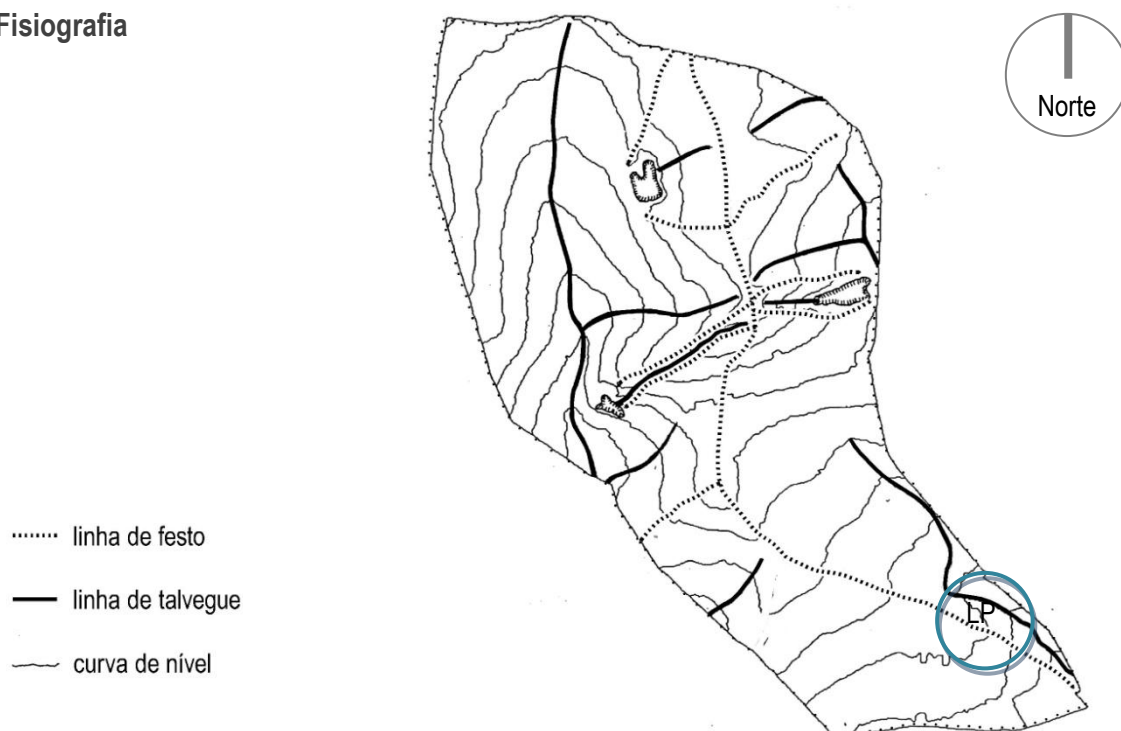 Fisiografia
Norte
linha de festo
linha de talvegue
curva de nível
LP